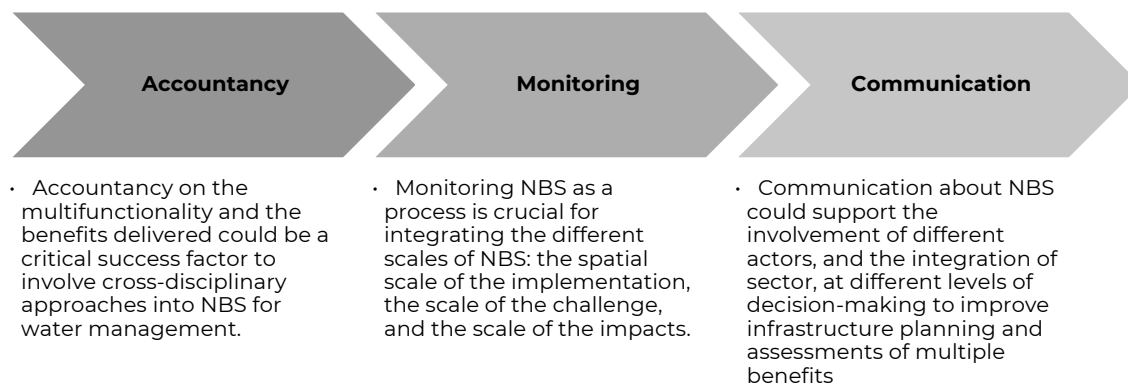 Accountancy
Monitoring
Communication
• Accountancy on the
multifunctionality and the
benefits delivered could be a
critical success factor to
involve cross-disciplinary
approaches into NBS for
water management.
• Monitoring NBS as a
process is crucial for
integrating the different
scales of NBS: the spatial
scale of the implementation,
the scale of the challenge,
and the scale of the impacts.
• Communication about NBS
could support the
involvement of different
actors, and the integration of
sector, at different levels of
decision-making to improve
infrastructure planning and
assessments of multiple
benefits